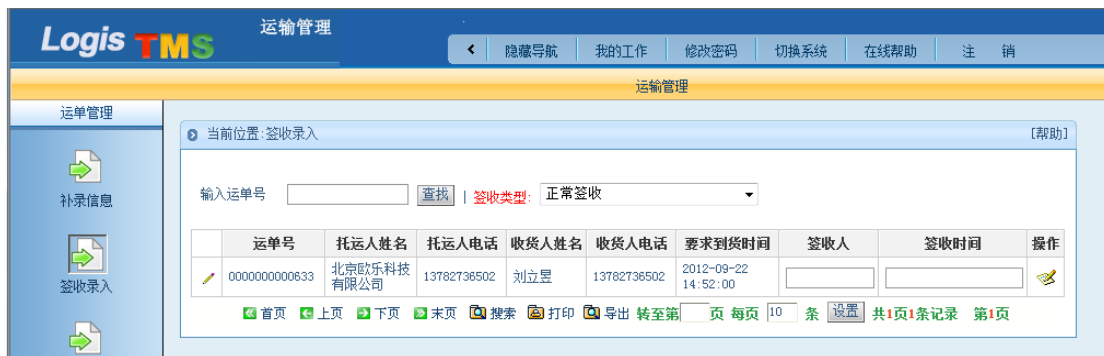 Logis TMS 运输管理
隐藏导航 我的工作 修改密码 切换系统 在线帮助 注 销
运输管理
运单管理
当前位置:签收录入 [帮助]
补录信息
签收录入
输入运单号 查找 | 签收类型: 正常签收
运单号 托运人姓名 托运人电话 收货人姓名 收货人电话 要求到货时间 签收人 签收时间 操作
0000000000633 北京欧乐科技有限公司 13782736502 刘立昱 13782736502 2012-09-22 14:52:00
首页 上页 下页 末页 搜索 打印 导出 转至第 页 每页 10 条 设置 共1页1条记录 第1页